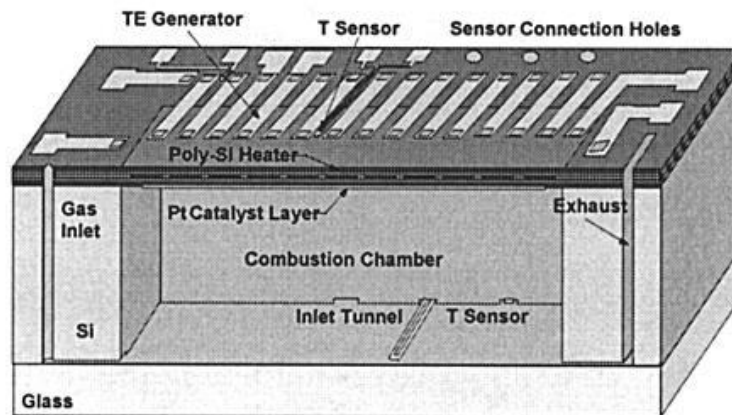 TE Generator
T Sensor
Sensor Connection Holes
Poly-Si Heater
Pt Catalyst Layer
Gas
Inlet
Exhaust
Combustion Chamber
Inlet Tunnel
T Sensor
Si
Glass